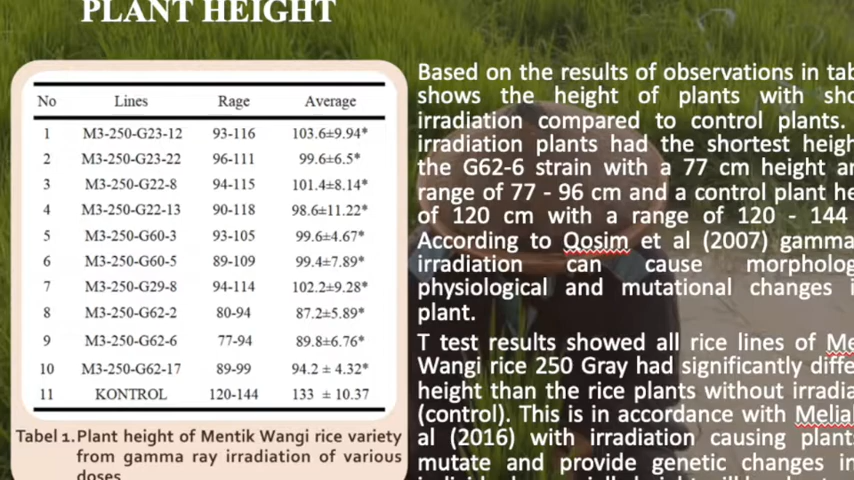 PLANT HEIGHT
No Lines Rage Average
1 M3-250-G23-12 93-116 103.6±9.94*
2 M3-250-G23-22 96-111 99.6±6.5*
3 M3-250-G22-8 94-115 101.4±8.14*
4 M3-250-G22-13 90-118 98.6±11.22*
5 M3-250-G60-3 93-105 99.6±4.67*
6 M3-250-G60-5 89-109 99.4±7.89*
7 M3-250-G29-8 94-114 102.2±9.28*
8 M3-250-G62-2 80-94 87.2±5.89*
9 M3-250-G62-6 77-94 89.8±6.76*
10 M3-250-G62-17 89-99 94.2 ± 4.32*
11 KONTROL 120-144 133 ± 10.37
Tabel 1. Plant height of Mentik Wangi rice variety
from gamma ray irradiation of various
doses
Based on the results of observations in tab
shows the height of plants with sho
irradiation compared to control plants.
irradiation plants had the shortest heigh
the G62-6 strain with a 77 cm height an
range of 77 - 96 cm and a control plant he
of 120 cm with a range of 120 - 144
According to Qosim et al (2007) gamma
irradiation can cause morpholog
physiological and mutational changes i
plant.
T test results showed all rice lines of Me
Wangi rice 250 Gray had significantly diffe
height than the rice plants without irradia
(control). This is in accordance with Melia
al (2016) with irradiation causing plant
mutate and provide genetic changes in